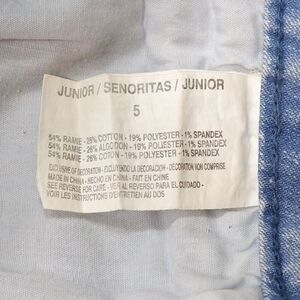 JUNIOR / SEÑORITAS / JUNIOR
5
54% RAMIE - 26% COTTON - 19% POLYESTER - 1% SPANDEX
54% RAMIE - 26% ALGODON - 19% POLIESTER - 1% SPANDEX
54% RAMIE - 26% COTON - 19% POLYESTER - 1% SPANDEX
EXCLUSIVE OF DECORATION - EXCLUYENDO LA DECORACION - DÉCORATION NON COMPRISE
MADE IN CHINA - HECHO EN CHINA - FAIT EN CHINE
SEE REVERSE FOR CARE - VER AL REVERSO PARA EL CUIDADO -
VOIR LES INSTRUCTIONS D'ENTRETIEN AU DOS